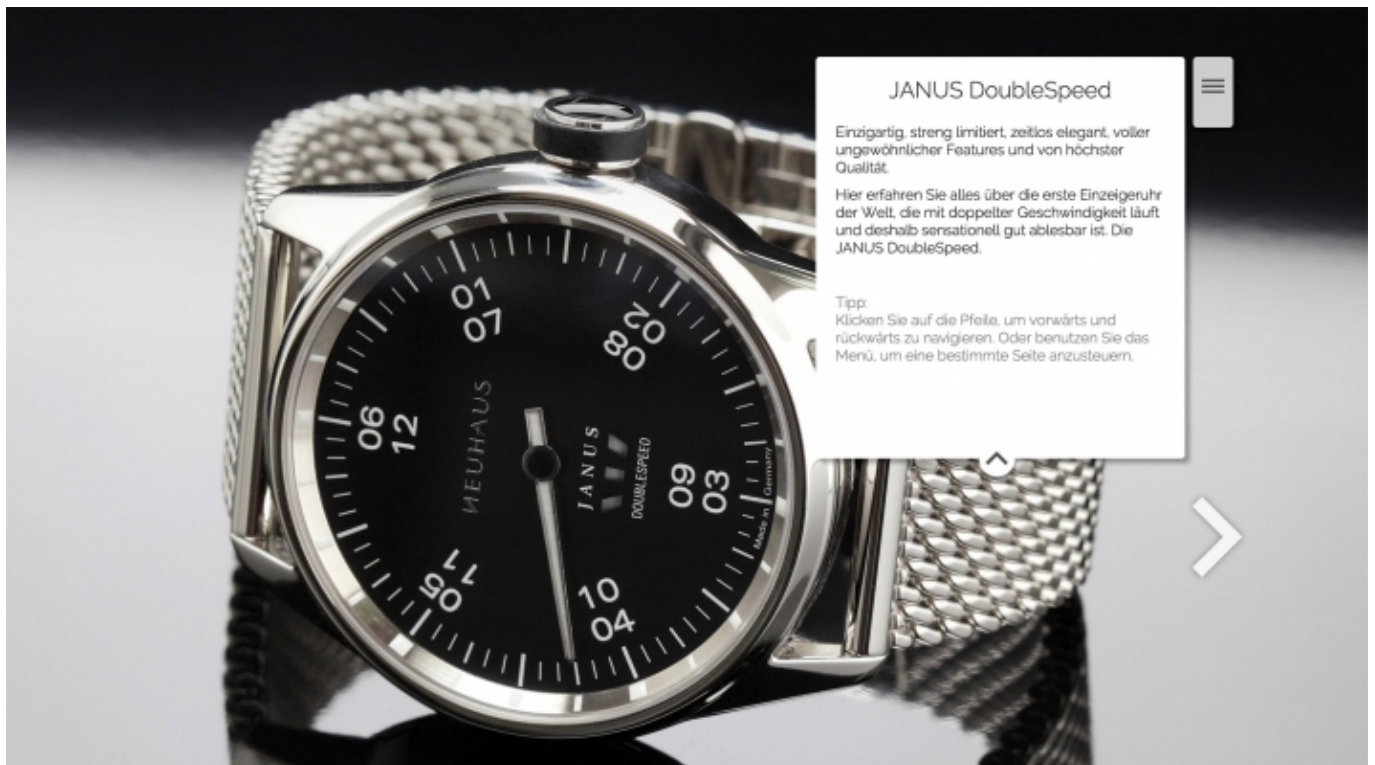 JANUS DoubleSpeed
Einzigartig, streng limitiert, zeitlos elegant, voller
ungewöhnlicher Features und von höchster
Qualität.
Hier erfahren Sie alles über die erste Einzeigeruhr
der Welt, die mit doppelter Geschwindigkeit läuft
und deshalb sensationell gut ablesbar ist. Die
JANUS DoubleSpeed.
Tipp:
Klicken Sie auf die Pfeile, um vorwärts und
rückwärts zu navigieren. Oder benutzen Sie das
Menü, um eine bestimmte Seite anzusteuern.
01
07
02
08
06
12
NEUHAUS
JANUS
DOUBLESPEED
09
03
Made in Germany
11
05
10
04